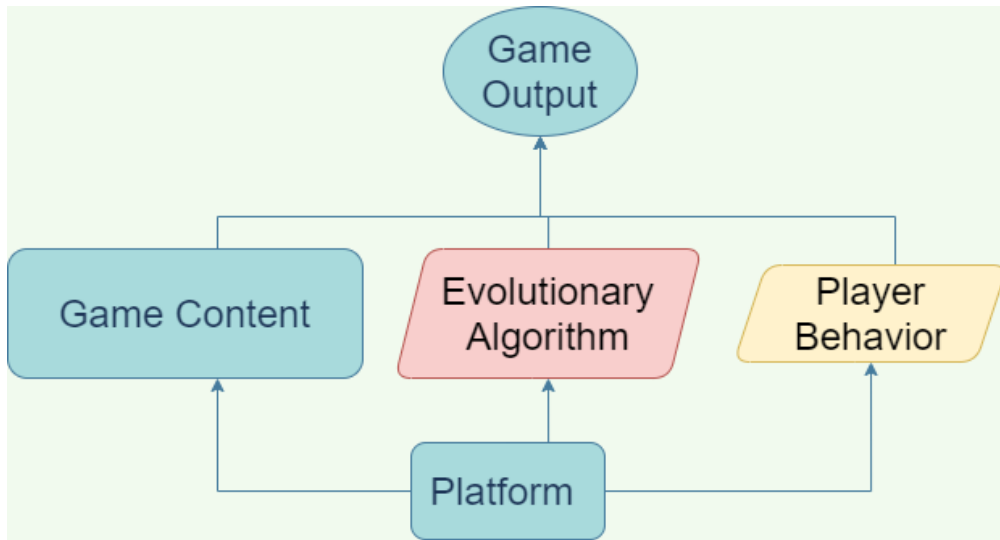 Game
Output
Game Content
Evolutionary
Algorithm
Player
Behavior
Platform